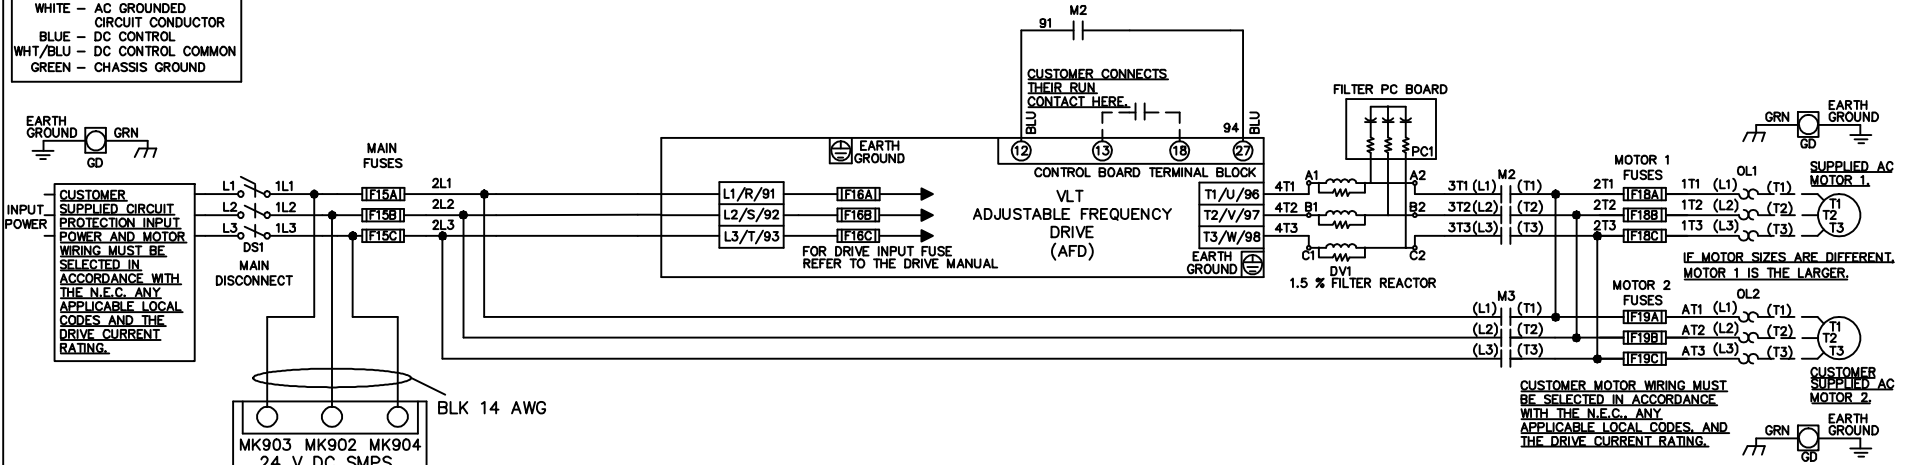 WHITE – AC GROUNDED
CIRCUIT CONDUCTOR
BLUE – DC CONTROL
WHT/BLU – DC CONTROL COMMON
GREEN – CHASSIS GROUND
EARTH
GROUND
GRN
GD
INPUT
POWER
CUSTOMER
SUPPLIED CIRCUIT
PROTECTION INPUT
POWER AND MOTOR
WIRING MUST BE
SELECTED IN
ACCORDANCE WITH
THE N.E.C. ANY
APPLICABLE LOCAL
CODES AND THE
DRIVE CURRENT
RATING.
L1 1L1
L2 1L2
L3 1L3
DS1
MAIN
DISCONNECT
MAIN
FUSES
F15A
F15B
F15C
2L1
2L2
2L3
BLK 14 AWG
MK903 MK902 MK904
24 V DC SMPS
L1/R/91
L2/S/92
L3/T/93
EARTH
GROUND
F16A
F16B
F16C
FOR DRIVE INPUT FUSE
REFER TO THE DRIVE MANUAL
M2
91
CUSTOMER CONNECTS
THEIR RUN
CONTACT HERE.
BLU
94
BLU
12 13 18 27
CONTROL BOARD TERMINAL BLOCK
VLT
ADJUSTABLE FREQUENCY
DRIVE
(AFD)
T1/U/96
T2/V/97
T3/W/98
EARTH
GROUND
4T1
4T2
4T3
FILTER PC BOARD
PC1
A1 A2
B1 B2
C1 C2
DV1
1.5 % FILTER REACTOR
M2
3T1 (L1) (T1)
3T2(L2) (T2)
3T3(L3) (T3)
M3
(L1) (T1)
(L2) (T2)
(L3) (T3)
MOTOR 1
FUSES
2T1 F18A 1T1 (L1)
2T2 F18B 1T2 (L2)
2T3 F18C 1T3 (L3)
OL1
(T1)
(T2)
(T3)
T1
T2
T3
GRN
EARTH
GROUND
GD
SUPPLIED AC
MOTOR 1.
IF MOTOR SIZES ARE DIFFERENT,
MOTOR 1 IS THE LARGER.
MOTOR 2
FUSES
F19A AT1 (L1)
F19B AT2 (L2)
F19C AT3 (L3)
OL2
(T1)
(T2)
(T3)
T1
T2
T3
CUSTOMER
SUPPLIED AC
MOTOR 2.
CUSTOMER MOTOR WIRING MUST
BE SELECTED IN ACCORDANCE
WITH THE N.E.C., ANY
APPLICABLE LOCAL CODES, AND
THE DRIVE CURRENT RATING.
GRN
EARTH
GROUND
GD